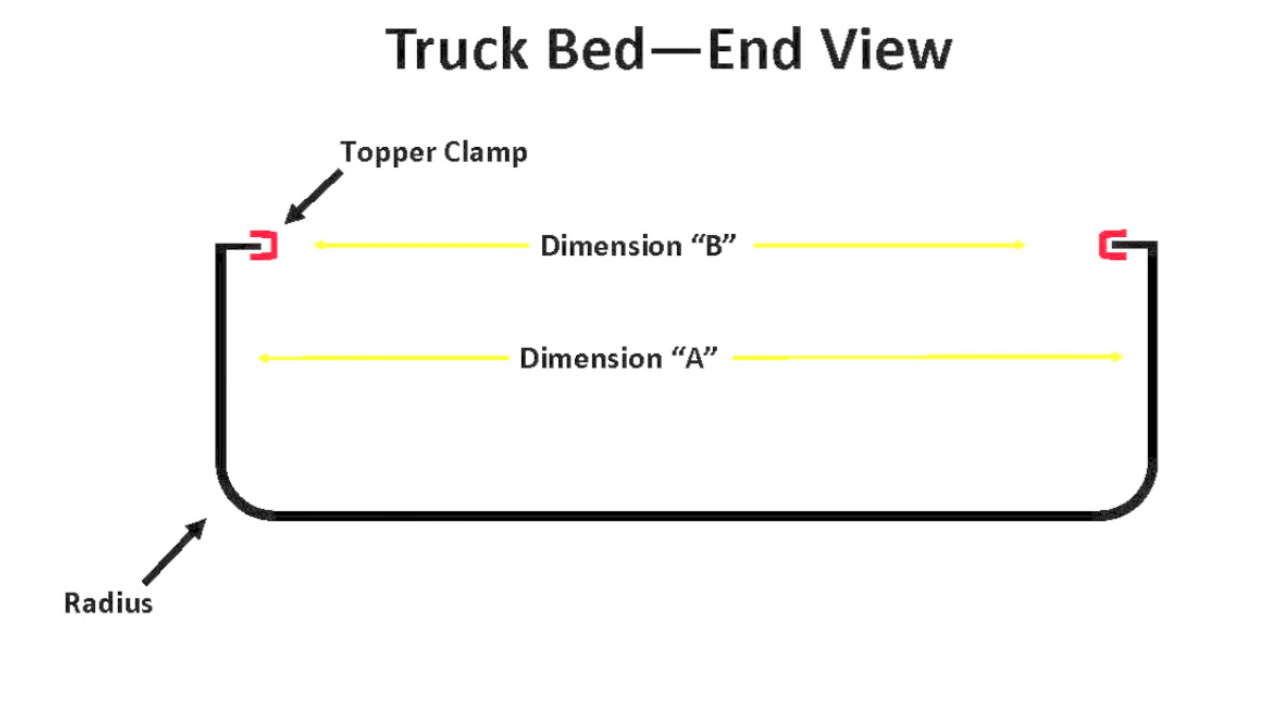 Truck Bed—End View
Topper Clamp
Dimension “B”
Dimension “A”
Radius